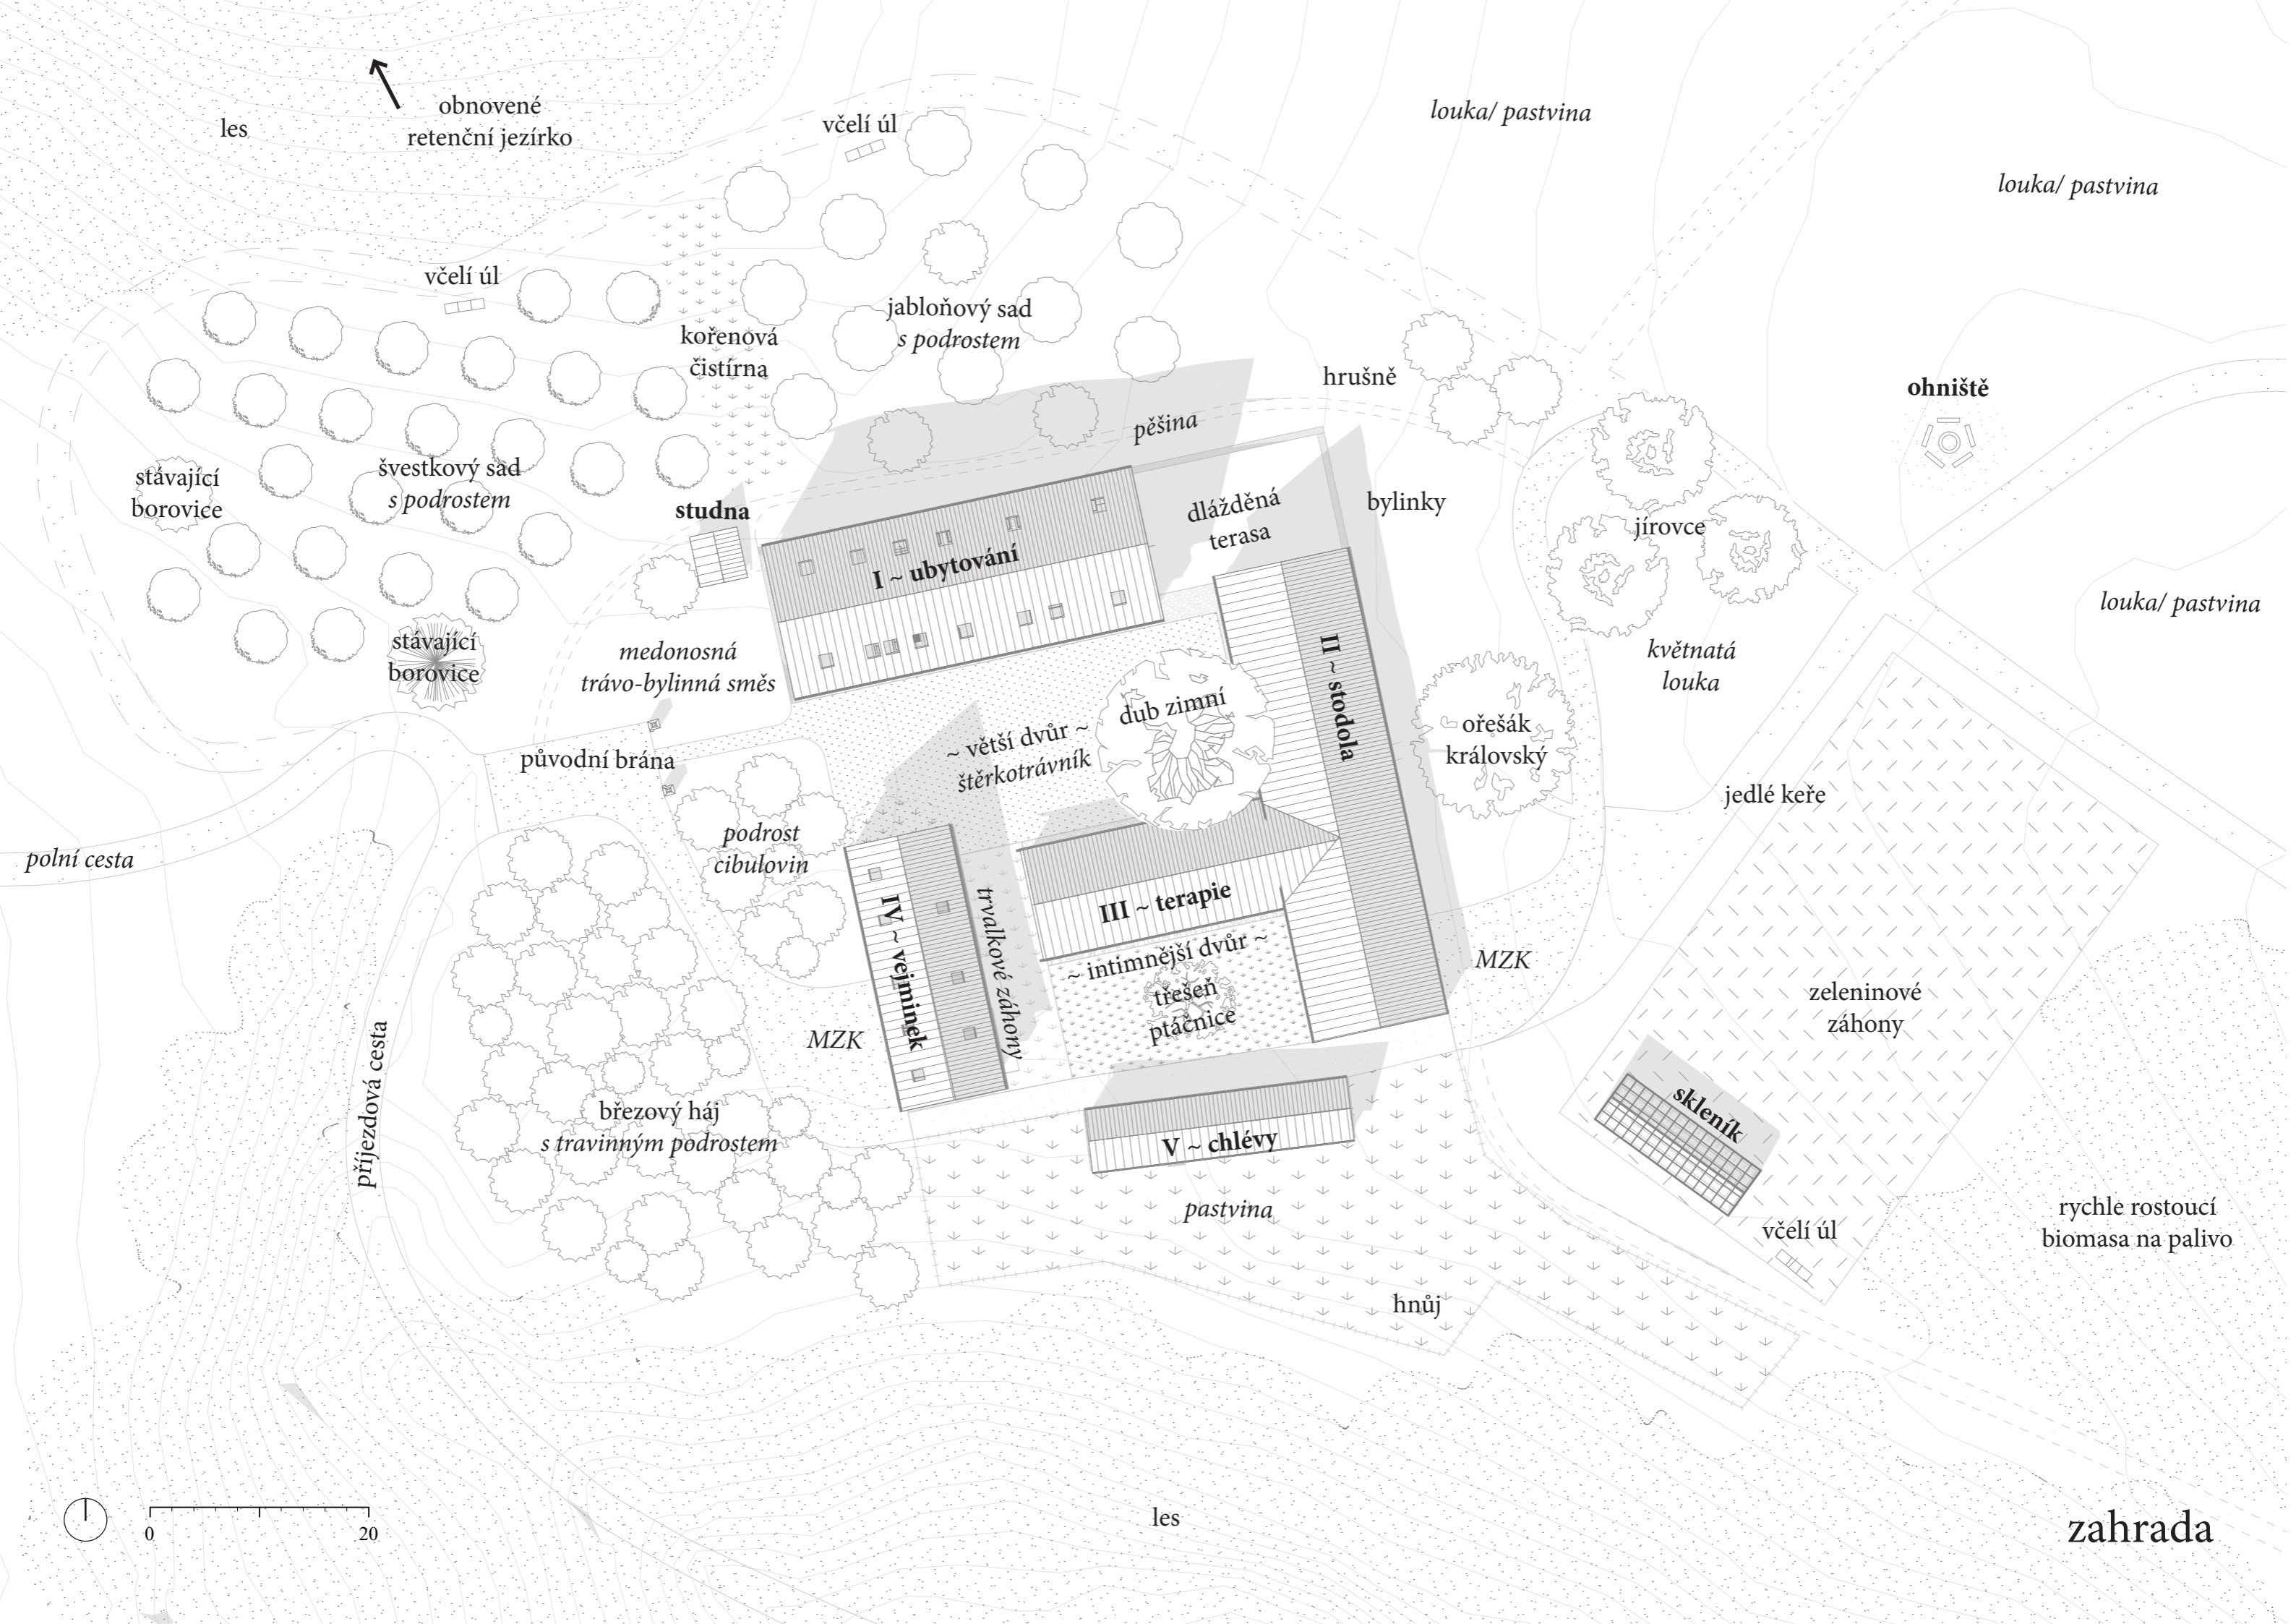 obnovené
retenční jezírko
les
včelí úl
louka/ pastvina
louka/ pastvina
včelí úl
jabloňový sad
s podrostem
kořenová
čistírna
hrušně
ohniště
pěšina
stávající
borovice
švestkový sad
s podrostem
studna
dlážděná
terasa
bylinky
jírovce
I ~ ubytování
louka/ pastvina
stávající
borovice
medonosná
trávo-bylinná směs
II ~ stodola
květnatá
louka
dub zimní
ořešák
královský
~ větší dvůr ~
štěrkotrávník
původní brána
jedlé keře
podrost
cibulovin
polní cesta
III ~ terapie
IV ~ vejminek
trvalkové záhony
~ intimnější dvůr ~
třešeň
ptáčnice
MZK
MZK
zeleninové
záhony
příjezdová cesta
březový háj
s travinným podrostem
V ~ chlévy
skleník
pastvina
včelí úl
rychle rostoucí
biomasa na palivo
hnůj
les
0
20
zahrada